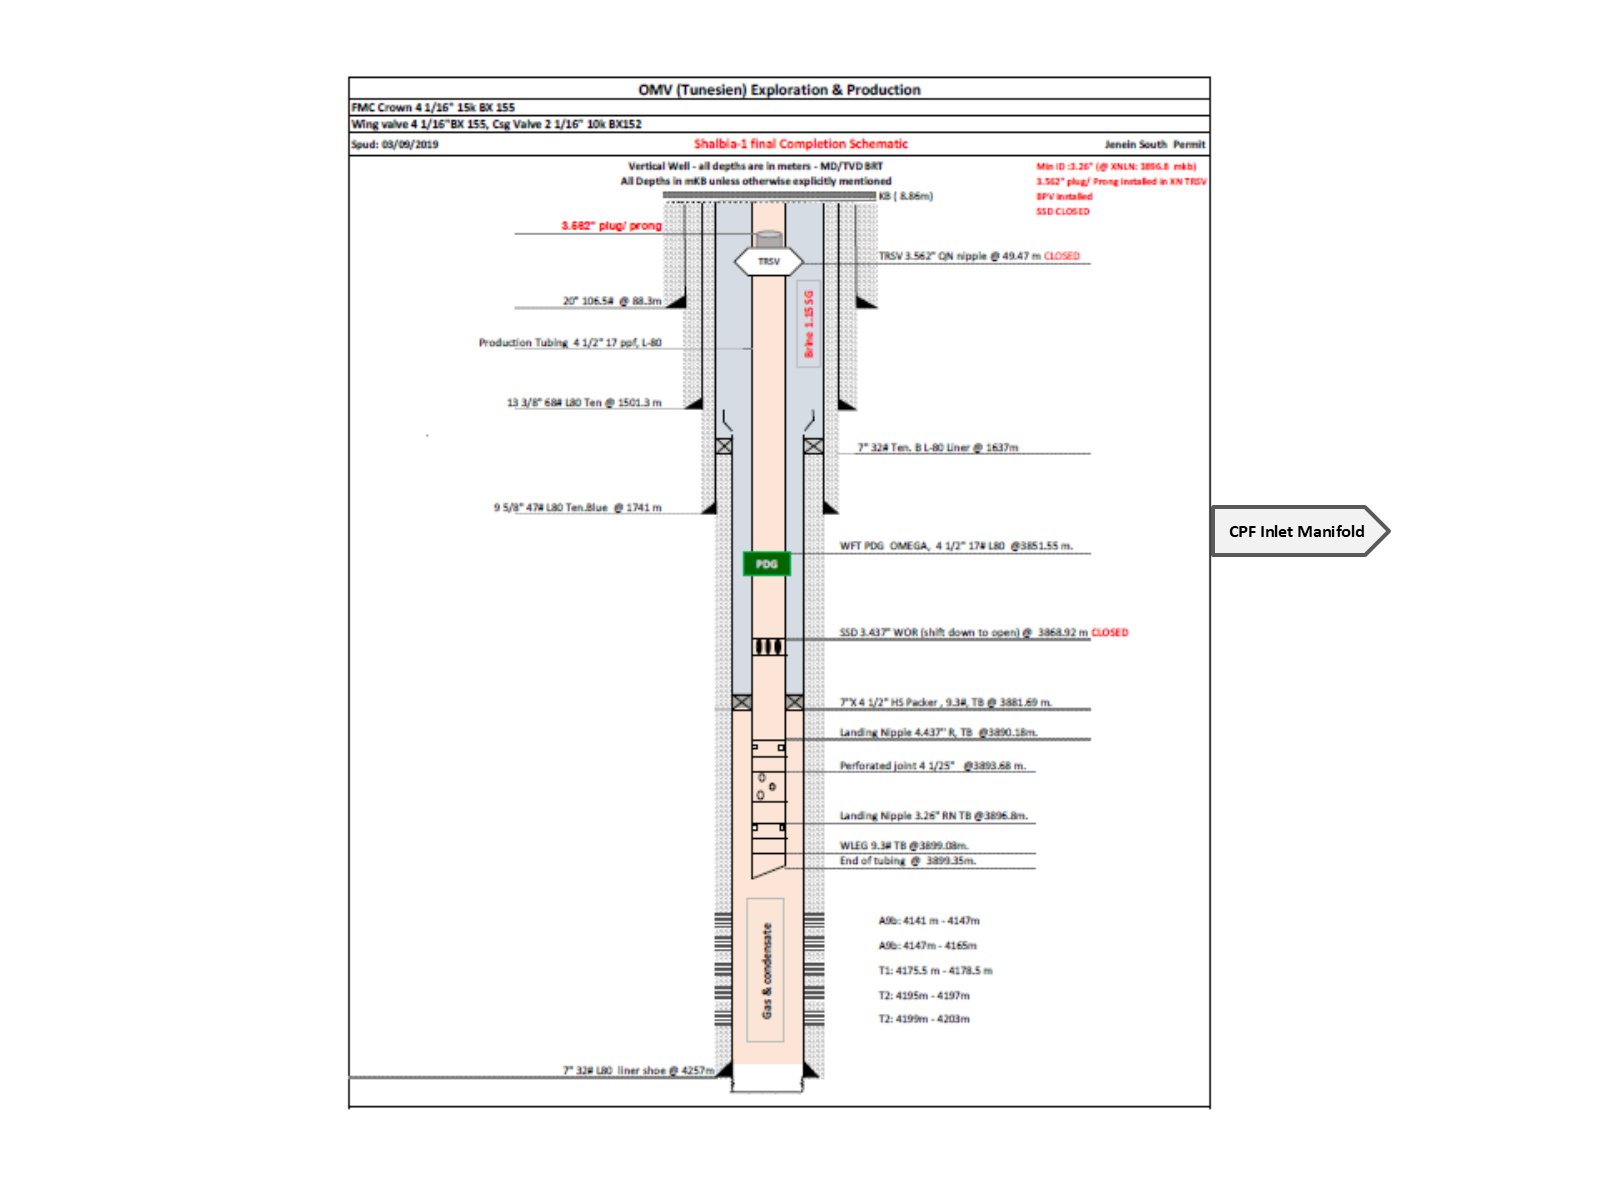 OMV (Tunesien) Exploration & Production
FMC Crown 4 1/16" 15k BX 155
Wing valve 4 1/16"BX 155, Csg Valve 2 1/16" 10k BX152
Spud: 03/09/2019
Shalbia-1 final Completion Schematic
Jenein South Permit
Vertical Well - all depths are in meters - MD/TVD BRT
All Depths in mKB unless otherwise explicitly mentioned
Min ID :3.26" (@ XNLN: 3896.8 mkb)
3.562" plug/ Prong installed in XN TRSV
BPV installed
SSD CLOSED
KB ( 8.86m)
3.562" plug/ prong
TRSV
TRSV 3.562" QN nipple @ 49.47 m CLOSED
20" 106.5# @ 88.3m
Brine 1.15 SG
Production Tubing 4 1/2" 17 ppf, L-80
13 3/8" 68# L80 Ten @ 1501.3 m
7" 32# Ten. B L-80 Liner @ 1637m
9 5/8" 47# L80 Ten.Blue @ 1741 m
CPF Inlet Manifold
WFT PDG OMEGA, 4 1/2" 17# L80 @3851.55 m.
PDG
SSD 3.437" WOR (shift down to open) @ 3868.92 m CLOSED
7"X 4 1/2" HS Packer , 9.3#, TB @ 3881.69 m.
Landing Nipple 4.437" R, TB @3890.18m.
Perforated joint 4 1/25" @3893.68 m.
Landing Nipple 3.26" RN TB @3896.8m.
WLEG 9.3# TB @3899.08m.
End of tubing @ 3899.35m.
Gas & condensate
A9b: 4141 m - 4147m
A9b: 4147m - 4165m
T1: 4175.5 m - 4178.5 m
T2: 4195m - 4197m
T2: 4199m - 4203m
7" 32# L80 liner shoe @ 4257m